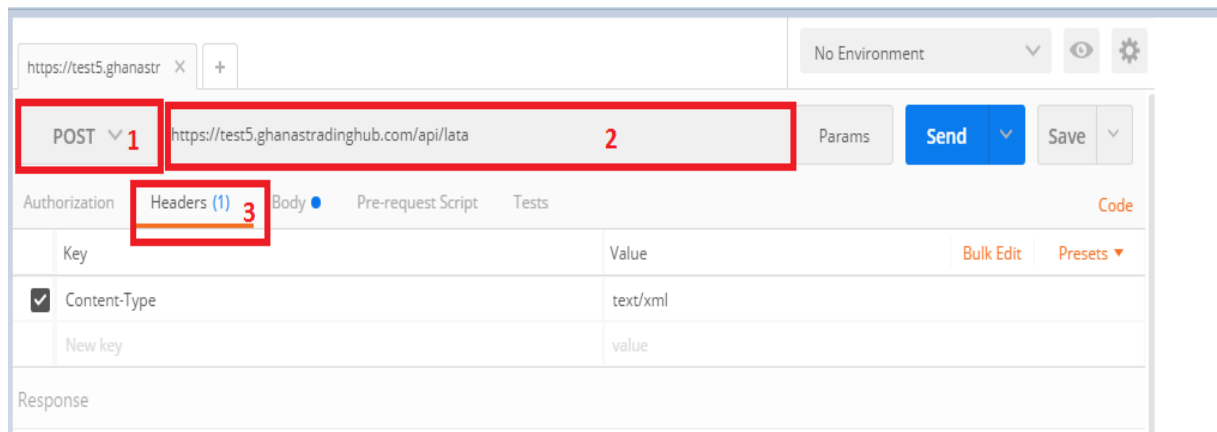 https://test5.ghanastr × +
No Environment
POST 1 https://test5.ghanastradinghub.com/api/lata 2 Params Send Save
Authorization Headers (1) 3 Body Pre-request Script Tests Code
Key Value Bulk Edit Presets
Content-Type text/xml
New key value
Response